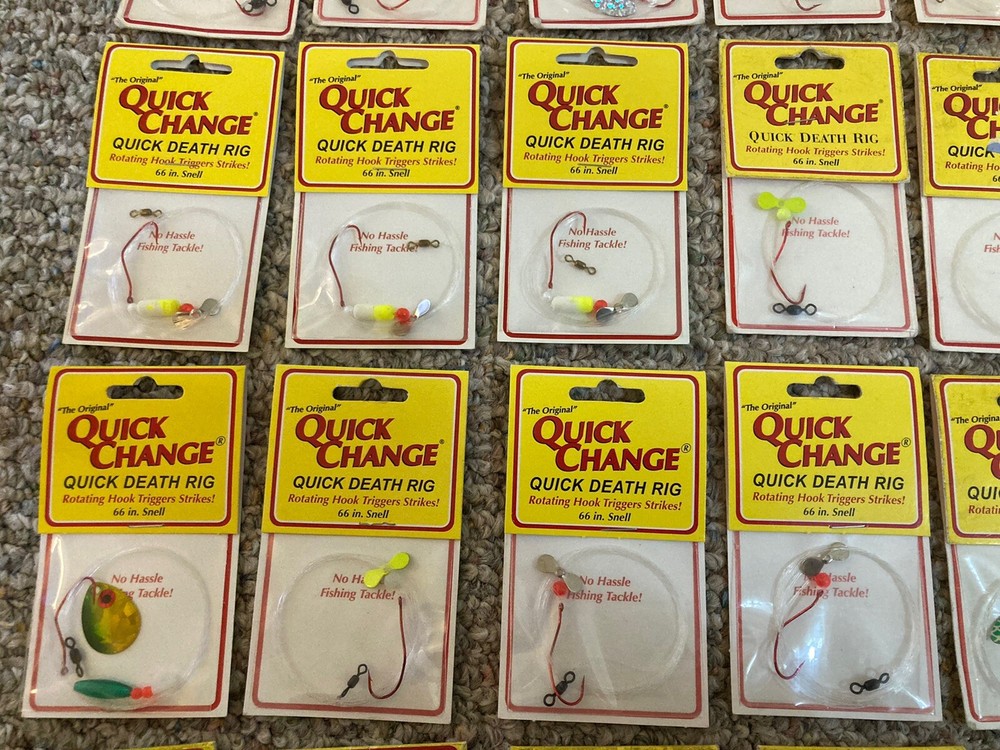 "The Original"
QUICK
CHANGE®
QUICK DEATH RIG
Rotating Hook Triggers Strikes!
66 in. Snell
No Hassle
Fishing Tackle!
"The Original"
QUICK
CHANGE®
QUICK DEATH RIG
Rotating Hook Triggers Strikes!
66 in. Snell
No Hassle
Fishing Tackle!
"The Original"
QUICK
CHANGE®
QUICK DEATH RIG
Rotating Hook Triggers Strikes!
66 in. Snell
No Hassle
Fishing Tackle!
"The Original"
QUICK
CHANGE®
QUICK DEATH RIG
Rotating Hook Triggers Strikes!
66 in. Snell
No Hassle
Fishing Tackle!
"The Original"
QUICK
Rotating
"The Original"
QUICK
CHANGE®
QUICK DEATH RIG
Rotating Hook Triggers Strikes!
66 in. Snell
No Hassle
Tackle!
"The Original"
QUICK
CHANGE®
QUICK DEATH RIG
Rotating Hook Triggers Strikes!
66 in. Snell
No
Fishing Tackle!
"The Original"
QUICK
CHANGE®
QUICK DEATH RIG
Rotating Hook Triggers Strikes!
66 in. Snell
No Hassle
Fishing Tackle!
"The Original"
QUICK
CHANGE®
QUICK DEATH RIG
Rotating Hook Triggers Strikes!
66 in. Snell
No Hassle
Fishing Tackle!
"The Original"